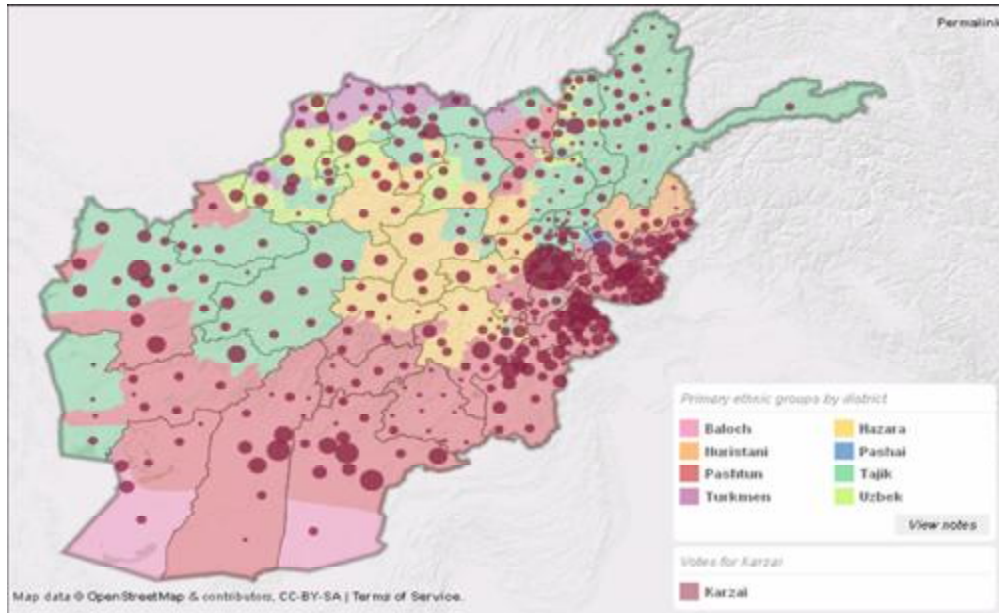 Permalink
Primary ethnic groups by district
Baloch
Hazara
Nuristani
Pashai
Pashtun
Tajik
Turkmen
Uzbek
View notes
Votes for Karzai
Karzai
Map data © OpenStreetMap & contributors, CC-BY-SA | Terms of Service.